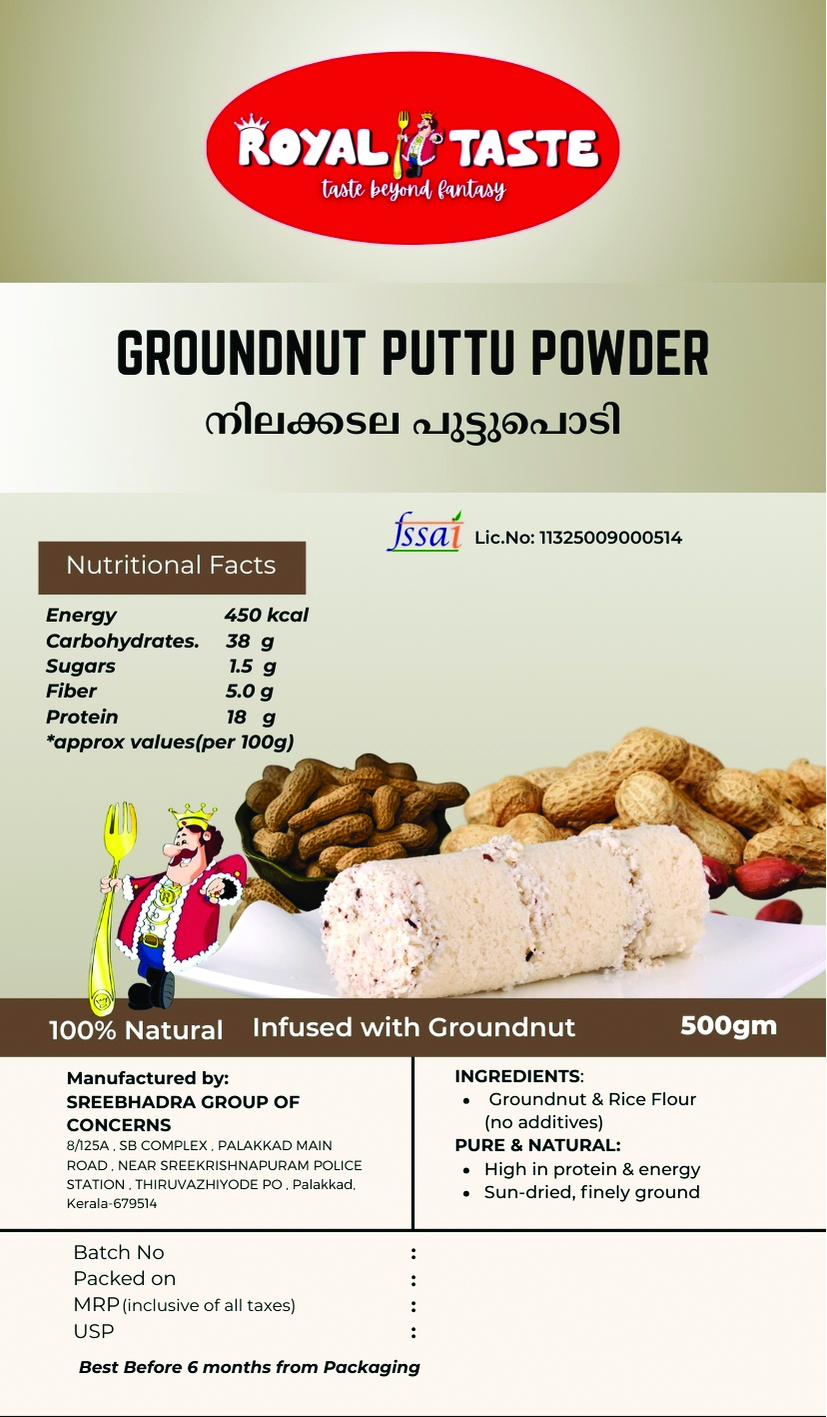 ROYAL TASTE
taste beyond fantasy
GROUNDNUT PUTTU POWDER
നിലക്കടല പുട്ടുപൊടി
fssai Lic.No: 11325009000514
Nutritional Facts
Energy 450 kcal
Carbohydrates. 38 g
Sugars 1.5 g
Fiber 5.0 g
Protein 18 g
*approx values(per 100g)
100% Natural Infused with Groundnut 500gm
Manufactured by:
SREEBHADRA GROUP OF
CONCERNS
8/125A , SB COMPLEX , PALAKKAD MAIN
ROAD , NEAR SREEKRISHNAPURAM POLICE
STATION , THIRUVAZHIYODE PO , Palakkad,
Kerala-679514
INGREDIENTS:
• Groundnut & Rice Flour
(no additives)
PURE & NATURAL:
• High in protein & energy
• Sun-dried, finely ground
Batch No :
Packed on :
MRP(inclusive of all taxes) :
USP :
Best Before 6 months from Packaging